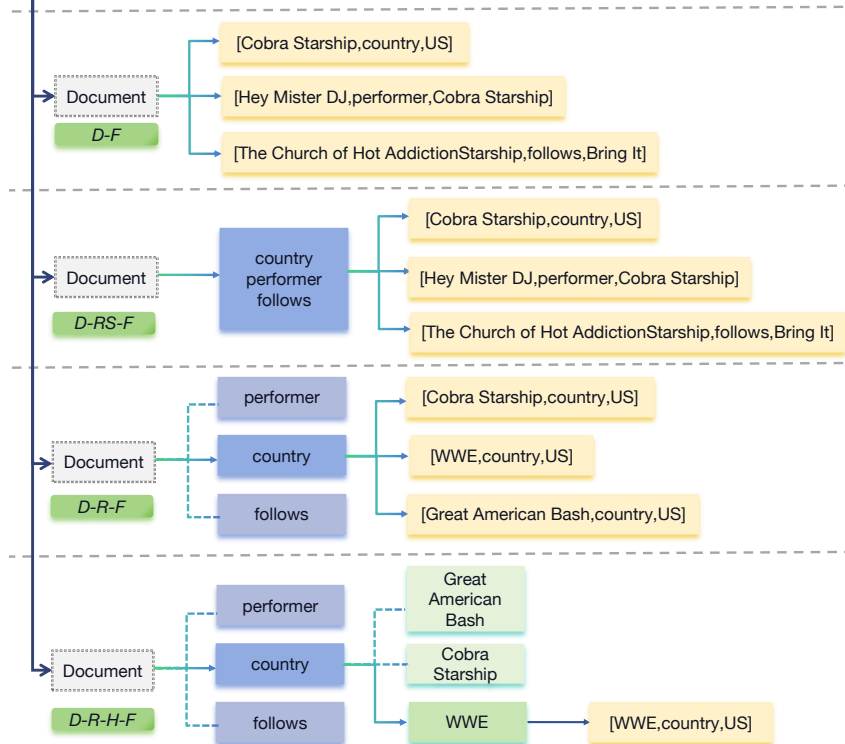 [Cobra Starship,country,US]
Document
[Hey Mister DJ,performer,Cobra Starship]
D-F
[The Church of Hot AddictionStarship,follows,Bring It]
[Cobra Starship,country,US]
Document
country
performer
follows
[Hey Mister DJ,performer,Cobra Starship]
D-RS-F
[The Church of Hot AddictionStarship,follows,Bring It]
performer
[Cobra Starship,country,US]
Document
country
[WWE,country,US]
D-R-F
follows
[Great American Bash,country,US]
performer
Great
American
Bash
Document
country
Cobra
Starship
D-R-H-F
follows
WWE
[WWE,country,US]